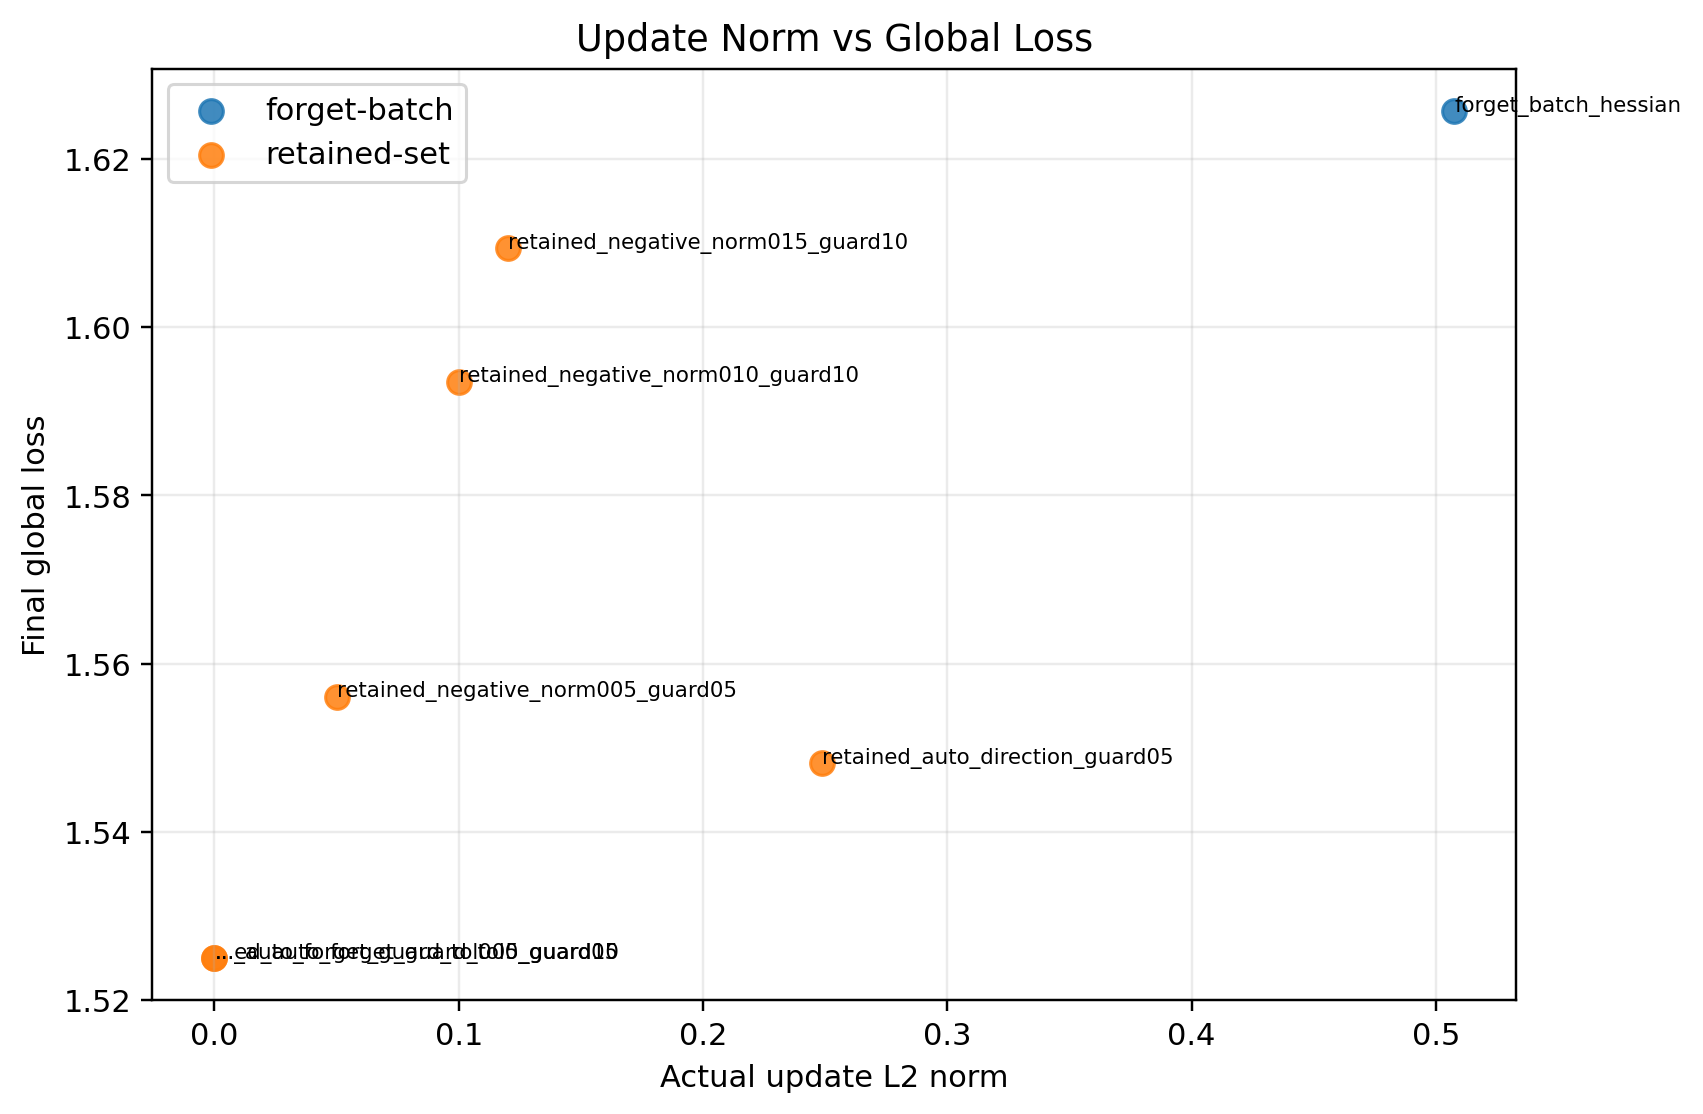 Update Norm vs Global Loss
forget-batch
retained-set
forget_batch_hessian
retained_negative_norm015_guard10
retained_negative_norm010_guard10
retained_negative_norm005_guard05
retained_auto_direction_guard05
1.62
1.60
1.58
1.56
1.54
1.52
Final global loss
0.0
0.1
0.2
0.3
0.4
0.5
Actual update L2 norm